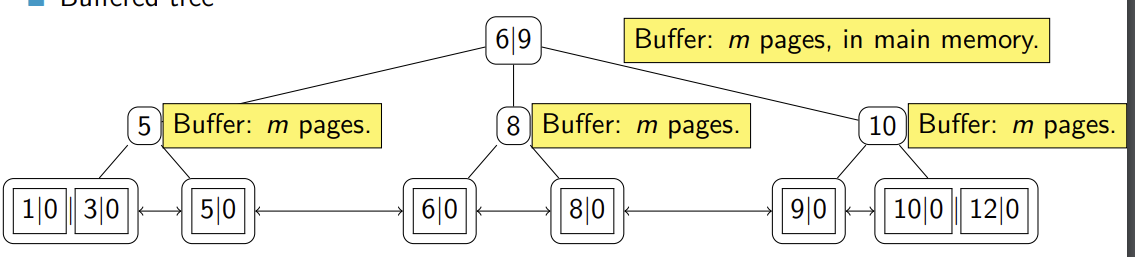 Buffered tree
6|9
Buffer: m pages, in main memory.
5
Buffer: m pages.
8
Buffer: m pages.
10
Buffer: m pages.
1|0 | 3|0
5|0
6|0
8|0
9|0
10|0 | 12|0